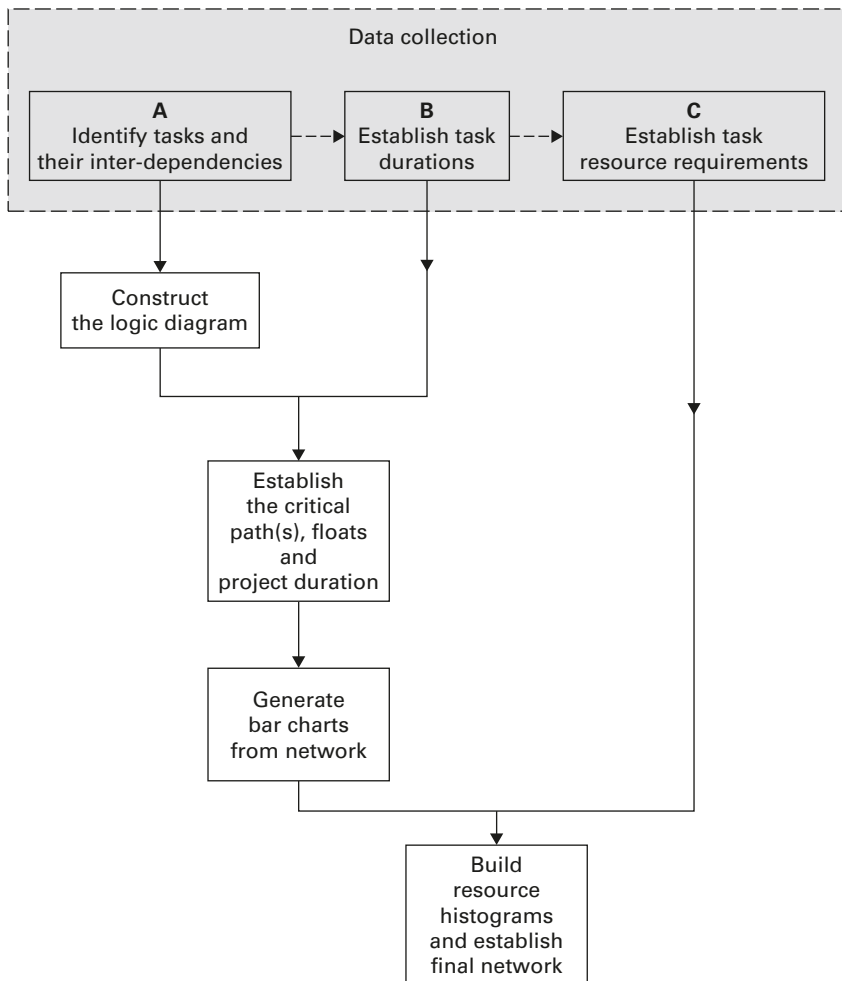 Data collection
A
Identify tasks and
their inter-dependencies
B
Establish task
durations
C
Establish task
resource requirements
Construct
the logic diagram
Establish
the critical
path(s), floats
and
project duration
Generate
bar charts
from network
Build
resource
histograms
and establish
final network